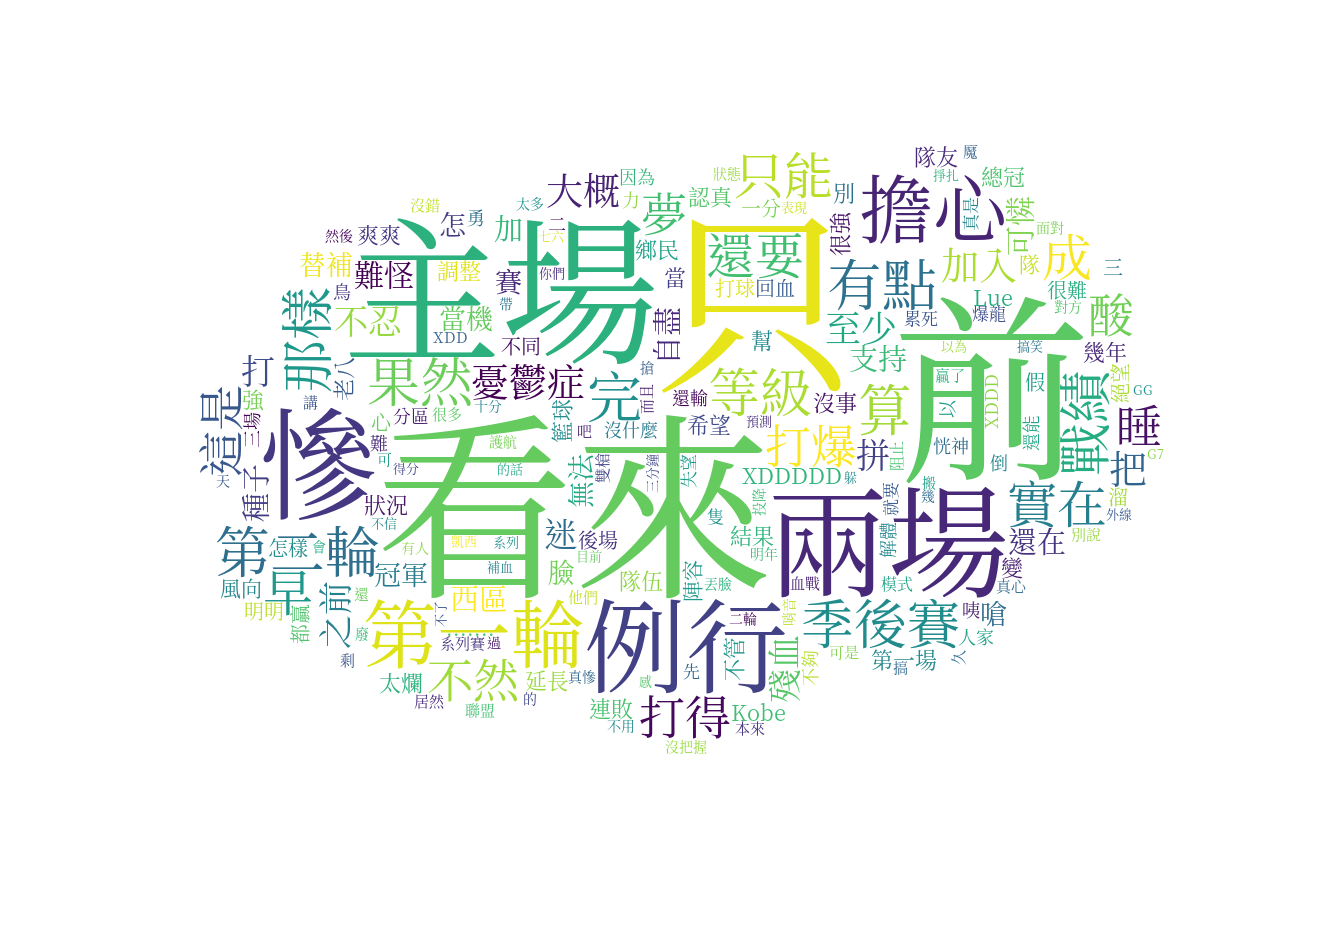 魘
隊友
掙扎
總冠
只能
擔心
因為
狀態
大概
力
認真
一分
表現
別
很強
真是
可憐
面對
沒錯
太多
夢
勇
二
怎
加
七六
爽爽
然後
主場
只
還要
鄉民
有點
加入
成
隊
三
替補
難怪
調整
賽
你們
當
打球
回血
Lue
很難
對方
酸
鳥
帶
那樣
不忍
當機
XDD
不同
自盡
幫
至少
累死
爆龍
前
以為
搞笑
幾年
打
老八
果然
憂鬱症
完
搶
支持
等級
贏了
XDDD
假
戰績
絕望
GG
這是
強
講
分區
很多
十分
籃球
而且
還輸
沒事
算
以
還能
三場
慘
心
難
護航
吧
沒什麼
希望
預測
打爆
拼
恍神
睡
看來
可
得分
的話
無法
雙槍
三分鐘
失望
XDDDDD
躲
阻止
倒
把
G7
天
種子
狀況
兩場
搬
幾
就要
實在
溜
外線
不信
投降
隻
第二輪
怎樣
會
有人
凱西
系列
迷
後場
結果
解體
還在
別說
目前
明年
風向
早
冠軍
補血
臉
隊伍
陣容
丟臉
血戰
模式
變
真心
明明
之前
還
西區
他們
例行
哨音
季後賽
咦
嗆
都贏
廢
第一輪
不了
……
二輪
系列賽
過
不管
殘血
不夠
可是
人家
第一場
搞
久
剩
太爛
不然
延長
真慘
感
先
居然
聯盟
的
連敗
不用
打得
Kobe
本來
沒把握